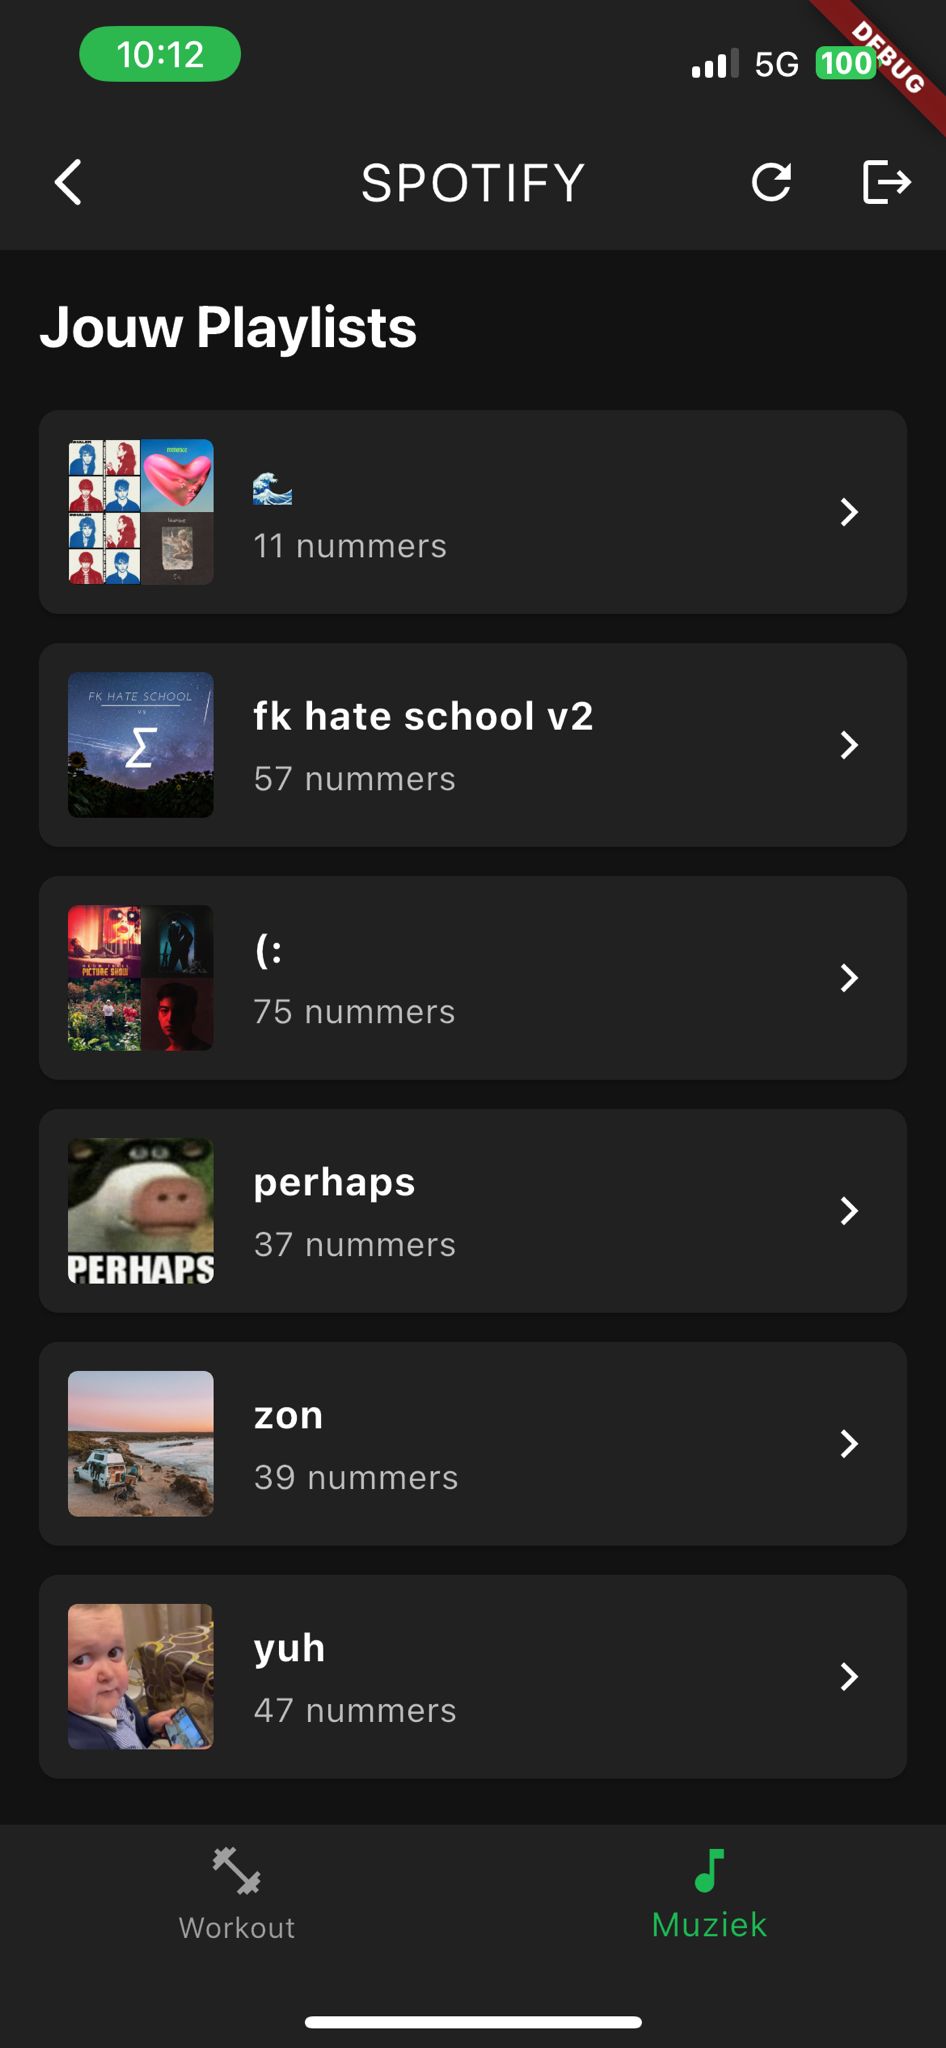 10:12
5G
100
DEBUG
SPOTIFY
Jouw Playlists
🌊
11 nummers
FK HATE SCHOOL
VS
Σ
fk hate school v2
57 nummers
PICTURE SHOW
(:
75 nummers
PERHAPS
perhaps
37 nummers
zon
39 nummers
yuh
47 nummers
Workout
Muziek